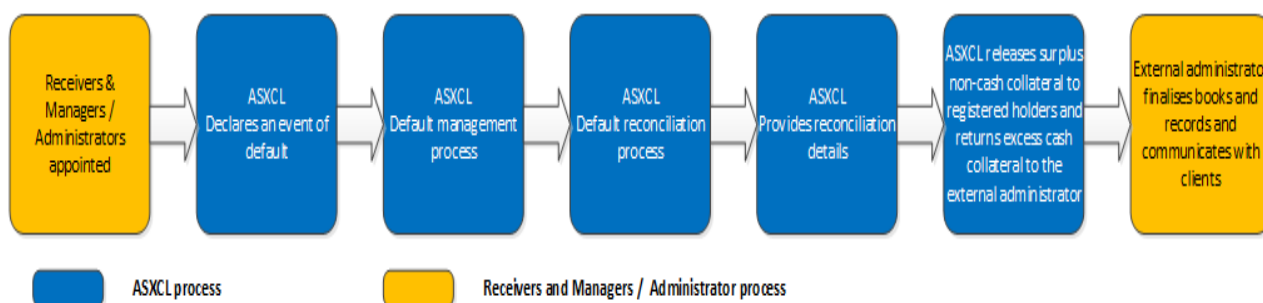 Receivers &
Managers /
Administrators
appointed
ASXCL
Declares an event of
default
ASXCL
Default management
process
ASXCL
Default reconciliation
process
ASXCL
Provides reconciliation
details
ASXCL releases surplus
non-cash collateral to
registered holders and
returns excess cash
collateral to the
external administrator
External administrato
finalises books and
records and
communicates with
clients
ASXCL process
Receivers and Managers / Administrator process